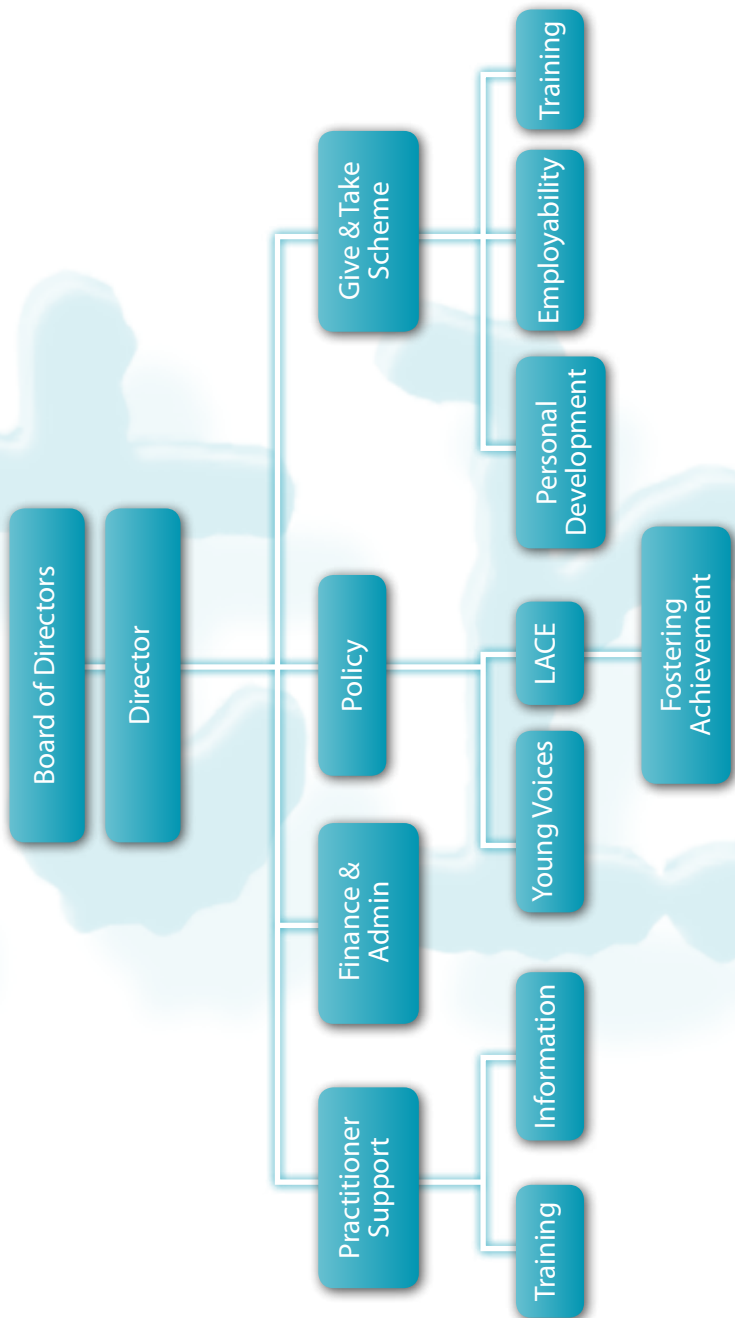 Board of Directors
Director
Practitioner
Support
Finance &
Admin
Policy
Give & Take
Scheme
Training
Information
Young Voices
LACE
Personal
Development
Employability
Training
Fostering
Achievement